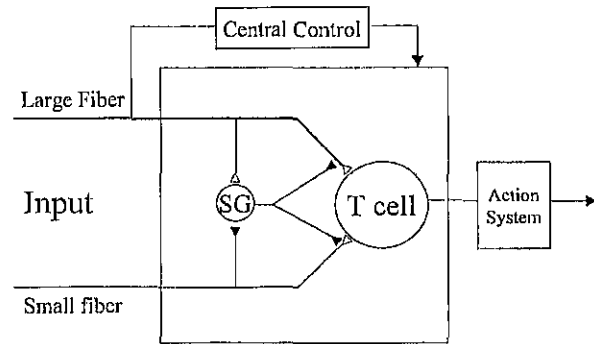 Central Control
Large Fiber
Input
SG
T cell
Action
System
Small fiber